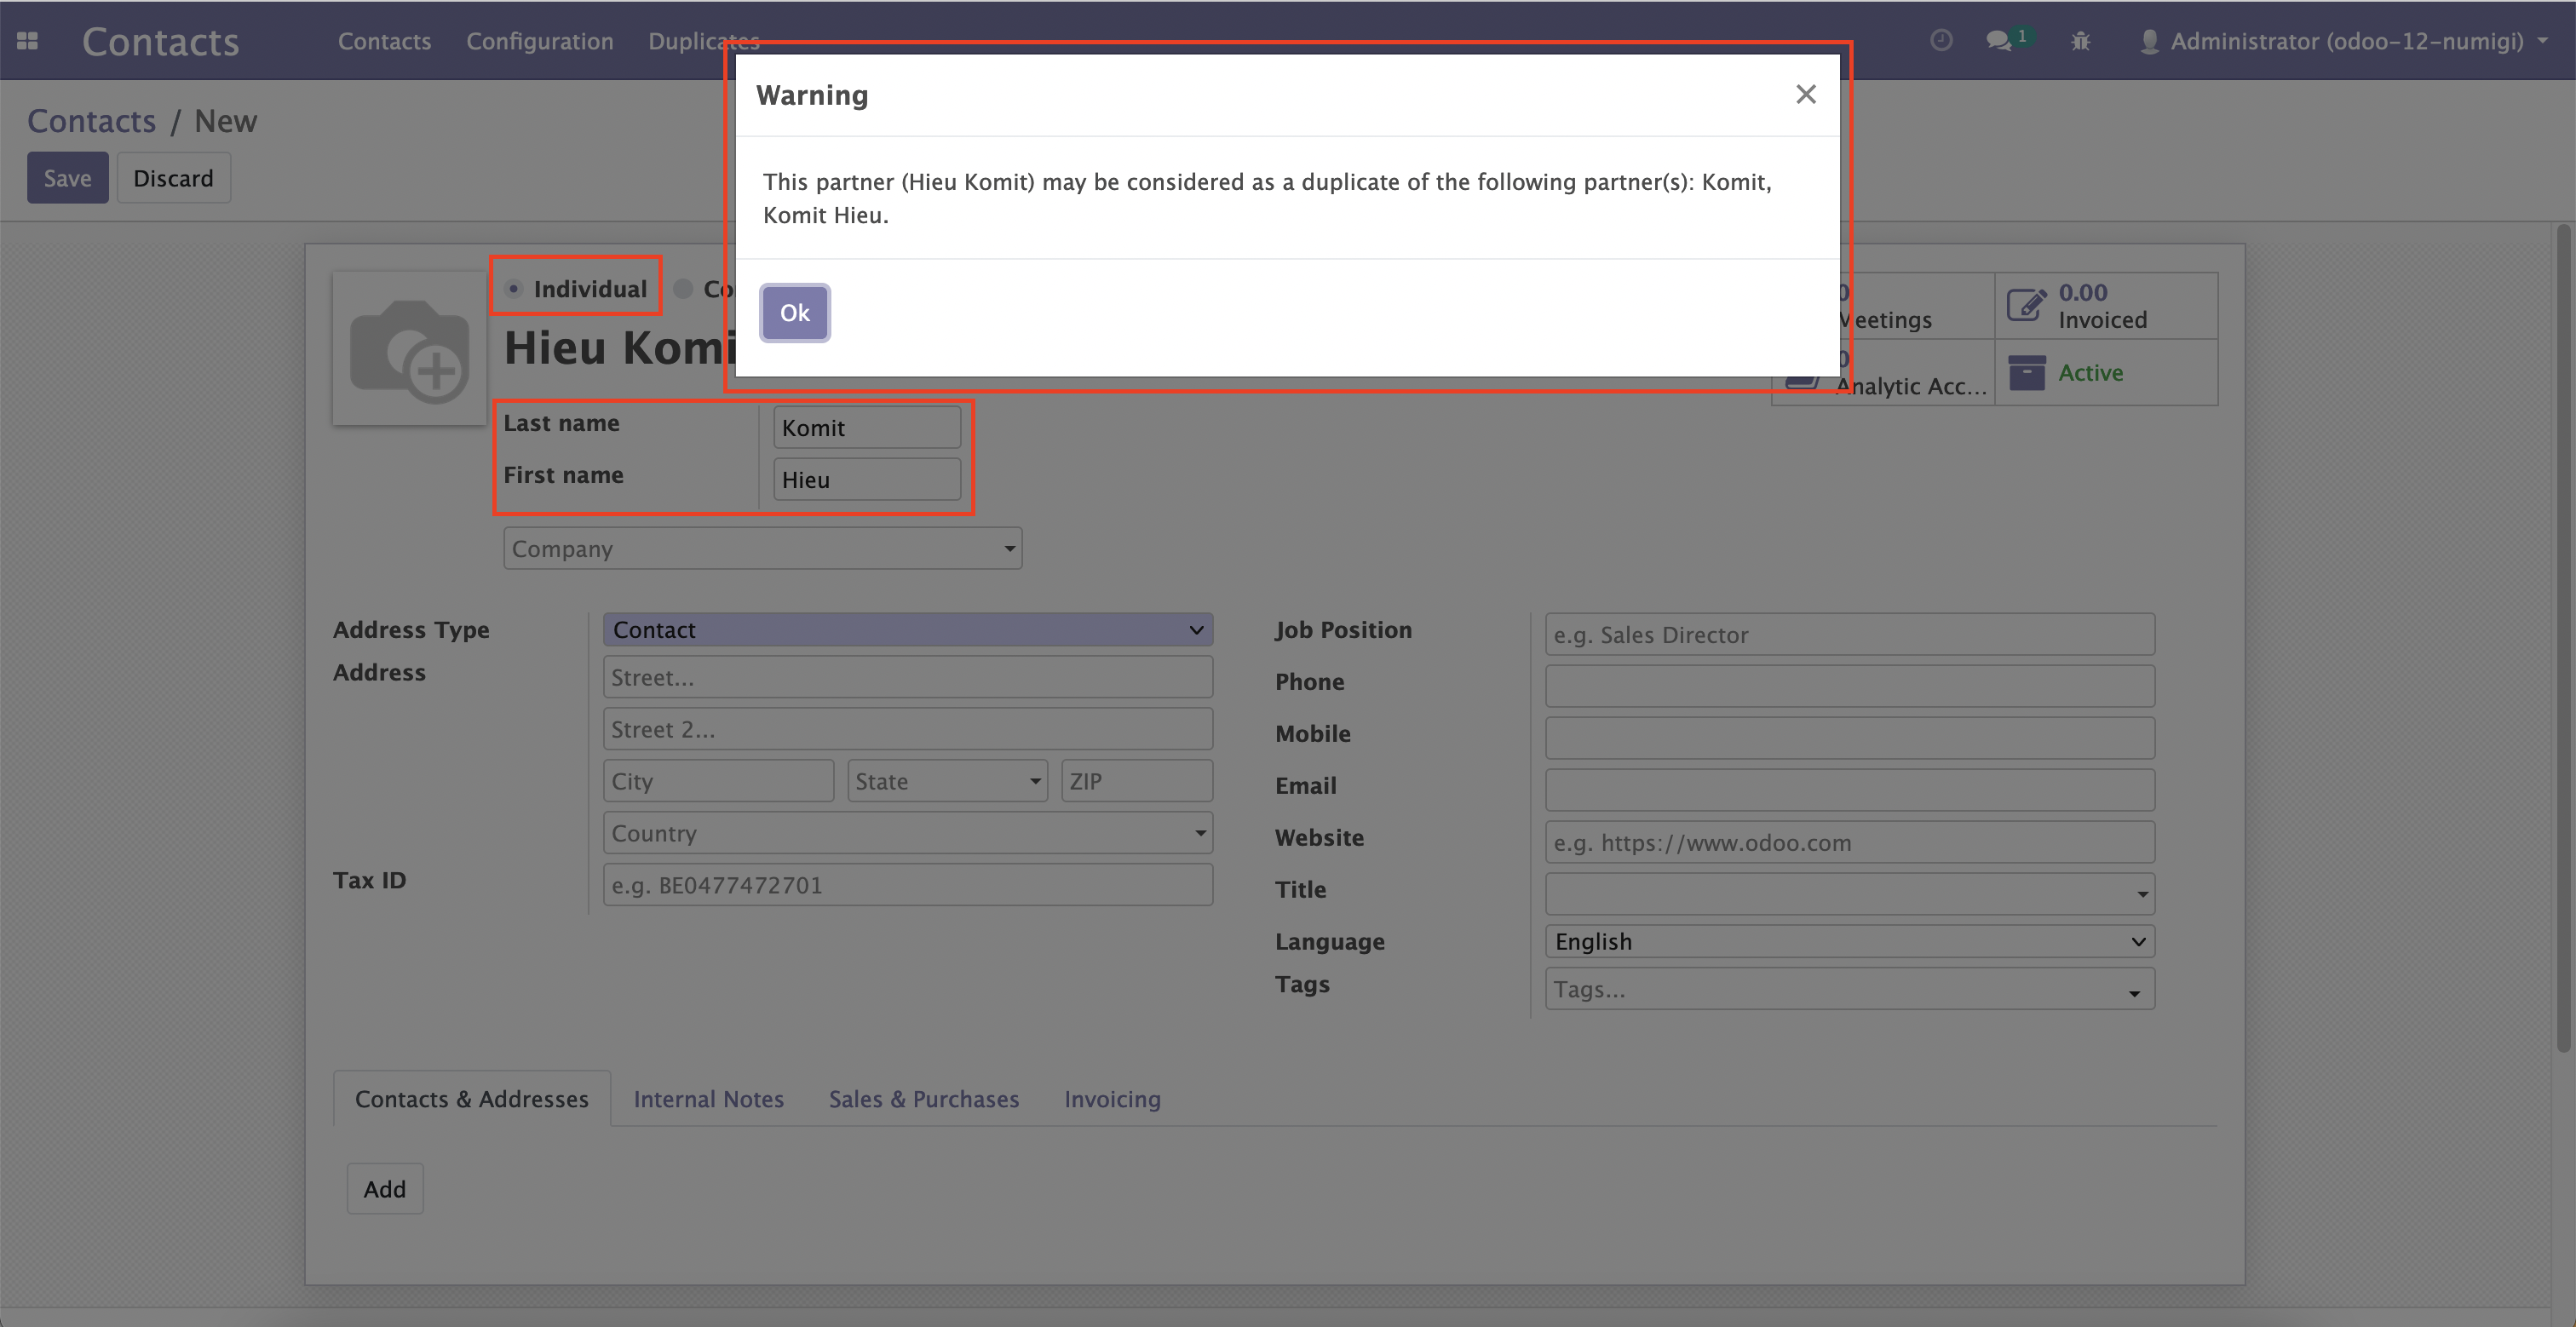 Contacts Contacts Configuration Duplicates 1 Administrator (odoo-12-numigi)
Contacts / New
Save Discard
Warning
This partner (Hieu Komit) may be considered as a duplicate of the following partner(s): Komit,
Komit Hieu.
Ok
Individual
Hieu
Last name Komit
First name Hieu
Company
0
Meetings
0.00
Invoiced
0
Analytic Acc...
Active
Address Type Contact
Address Street...
Street 2...
City State ZIP
Country
Tax ID e.g. BE0477472701
Job Position e.g. Sales Director
Phone
Mobile
Email
Website e.g. https://www.odoo.com
Title
Language English
Tags Tags...
Contacts & Addresses Internal Notes Sales & Purchases Invoicing
Add